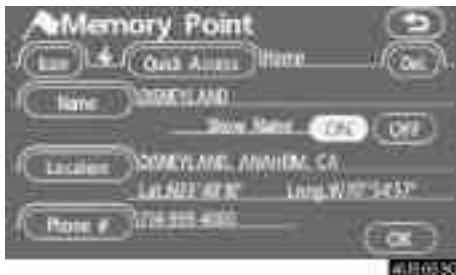 Memory Point
Icon Quick Access Home Del.
Name DISNEYLAND
Show Name ON OFF
Location DISNEYLAND, ANAHEIM, CA
Phone #
OK